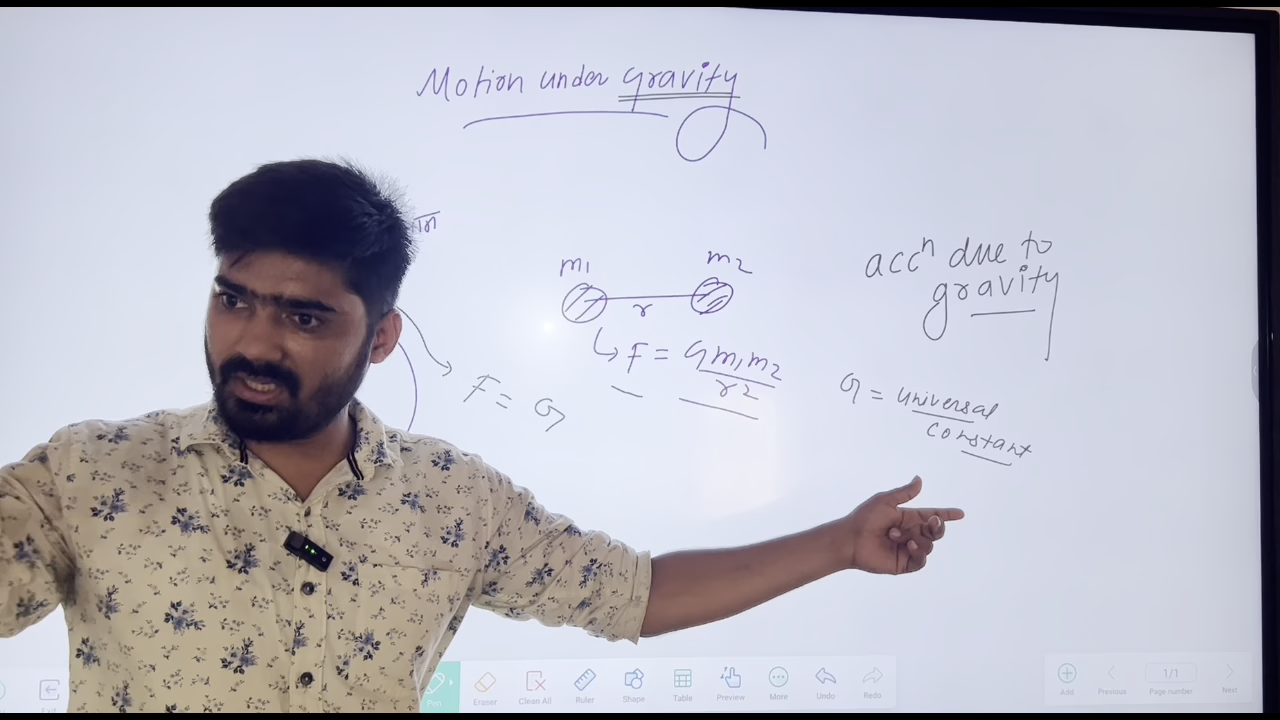 Motion under gravity
m1
m2
r
F = Gm1m2
r2
F = G
accn due to
gravity
G = universal
constant
Pen
Eraser
Clean All
Ruler
Shape
Table
Preview
More
Undo
Redo
Add
Previous
1/1
Page number
Next